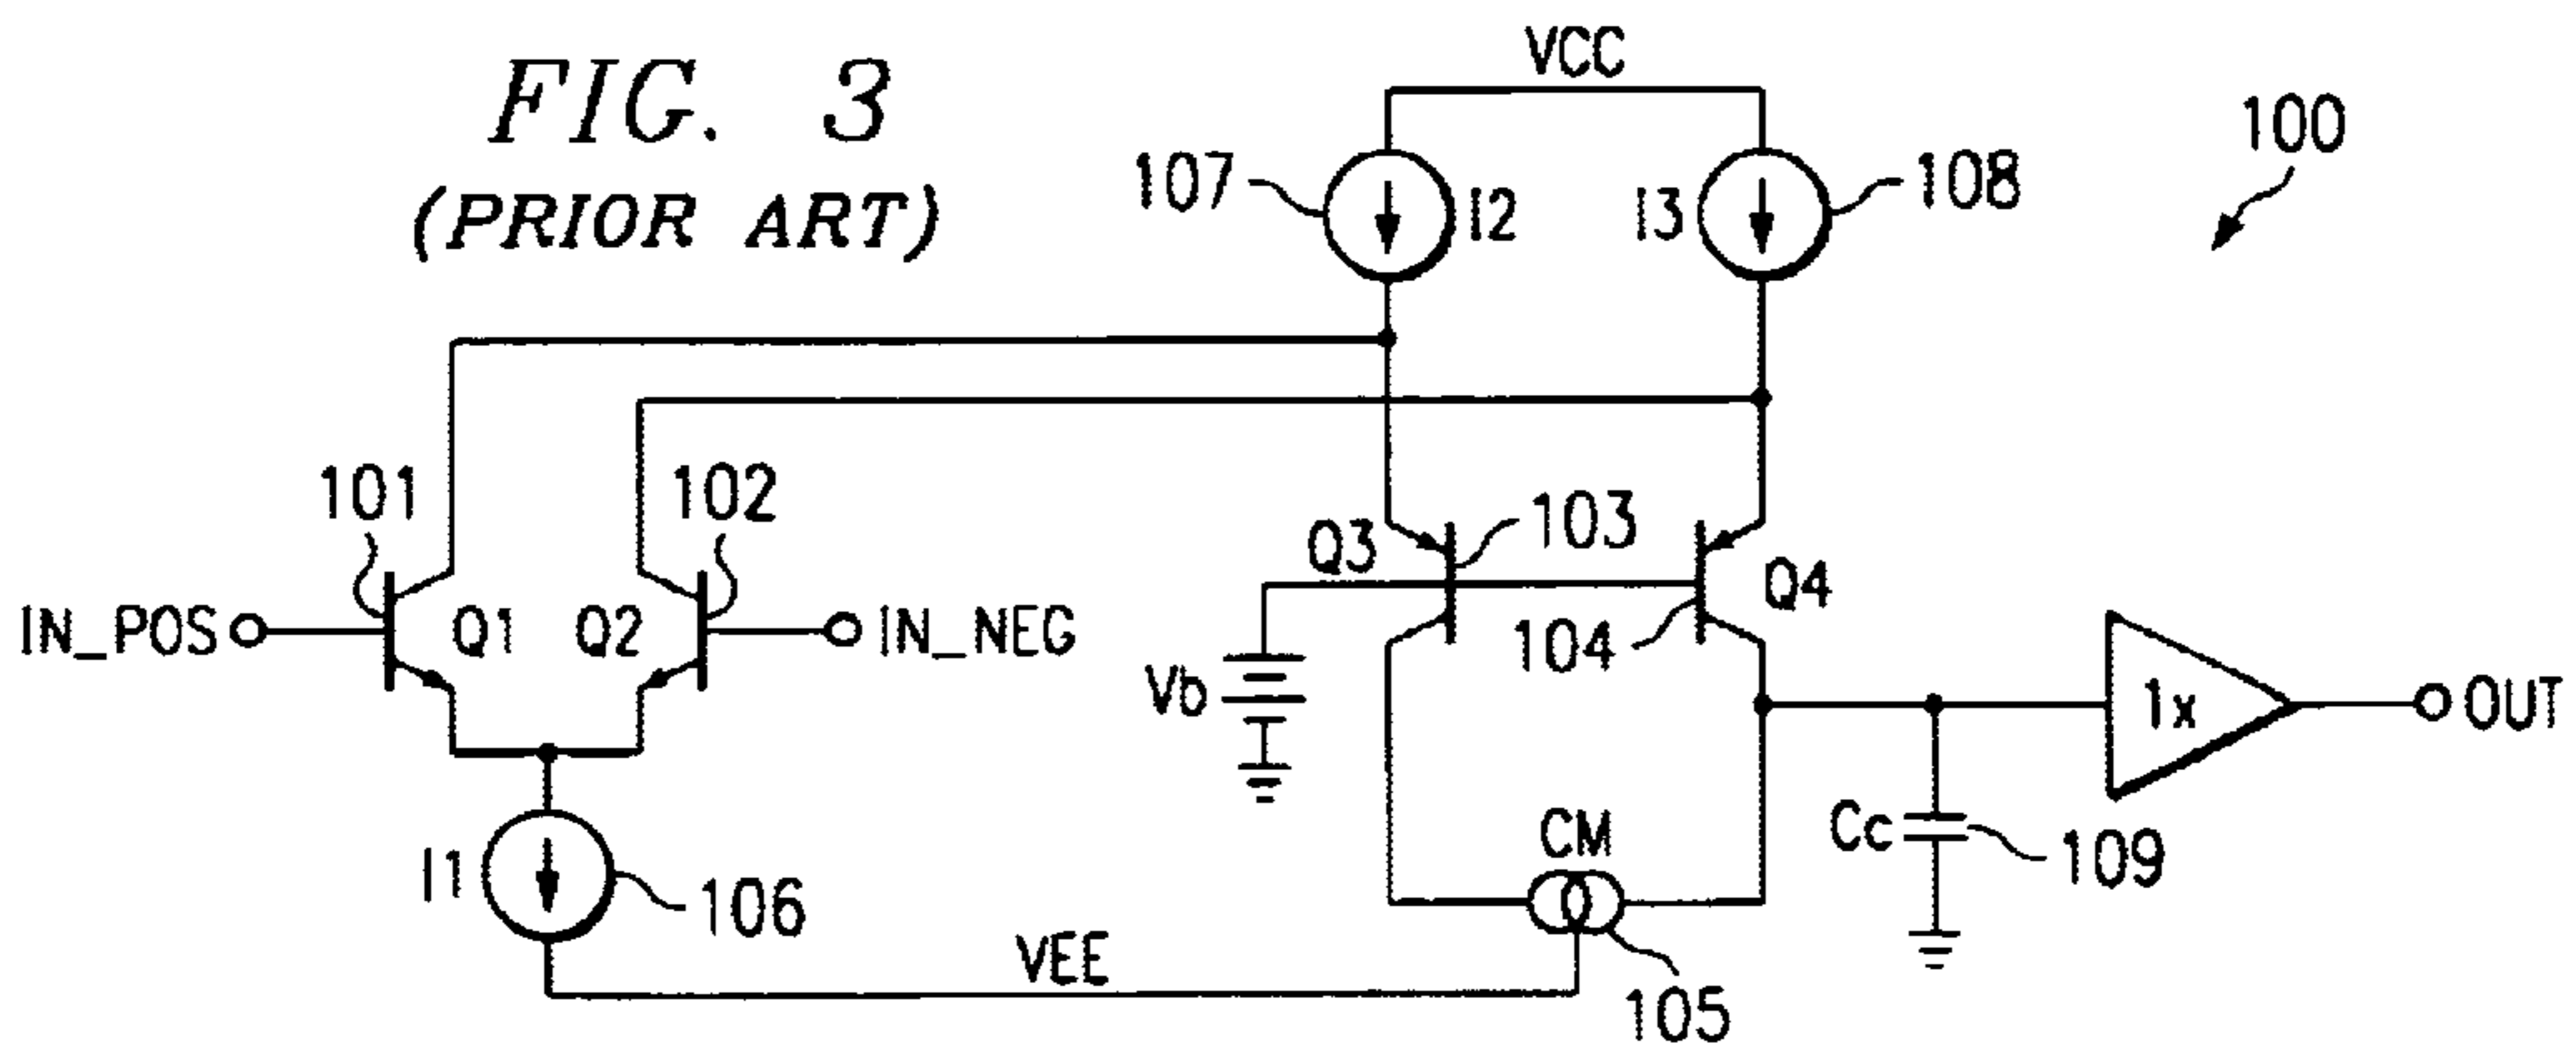 FIG. 3
(PRIOR ART)
VCC
100
107
I2
I3
108
101
102
Q3
103
IN_POS
Q1
Q2
IN_NEG
104
Q4
Vb
1x
OUT
I1
106
CM
Cc
109
VEE
105